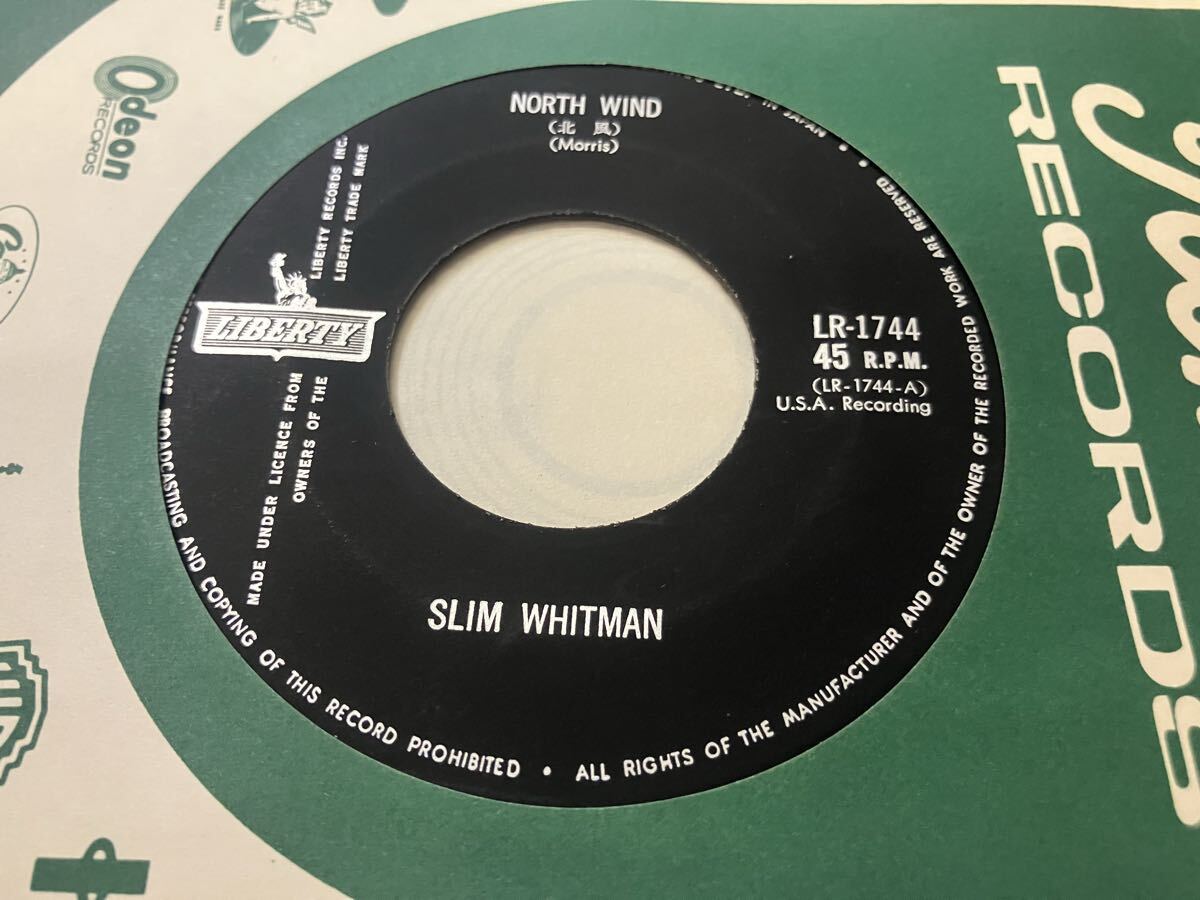 NORTH WIND
(北風)
(Morris)
LR-1744
45 R.P.M.
(LR-1744-A)
U.S.A. Recording
LIBERTY
LIBERTY RECORDS INC.
LIBERTY TRADE MARK
MADE UNDER LICENCE FROM
OWNERS OF THE
SLIM WHITMAN
IN JAPAN • ALL RIGHTS OF THE MANUFACTURER AND OF THE OWNER OF THE RECORDED WORK ARE RESERVED •
BROADCASTING AND COPYING OF THIS RECORD PROHIBITED •
Odeon
RECORDS
RECORDS